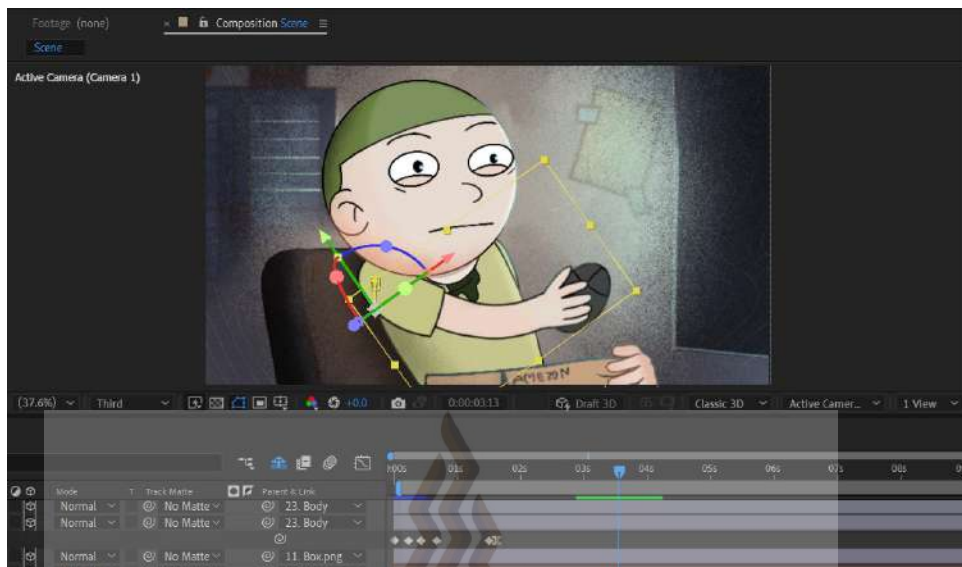 Footage (none)
× Composition Scene ≡
Scene
Active Camera (Camera 1)
AMEZON
(37.6%) Third +0.0 0:00:03:13 Draft 3D Classic 3D Active Camer... 1 View
01s 02s 03s 04s 05s 06s 07s 08s
Mode T Track Matte Parent & Link
Normal No Matte 23. Body
Normal No Matte 23. Body
Normal No Matte 11. Box.png